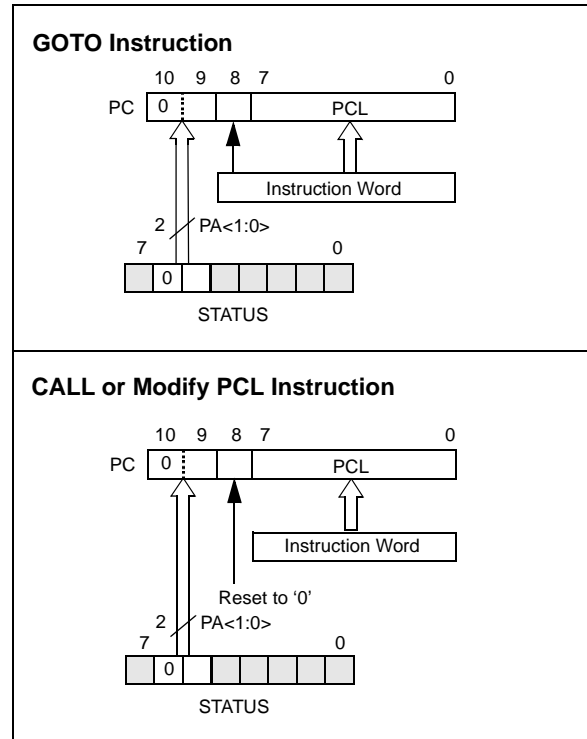 GOTO Instruction
10 9 8 7 0
PC 0 PCL
Instruction Word
2 PA<1:0>
7 0
0
STATUS
CALL or Modify PCL Instruction
10 9 8 7 0
PC 0 PCL
Instruction Word
Reset to ‘0’
2 PA<1:0>
7 0
0
STATUS